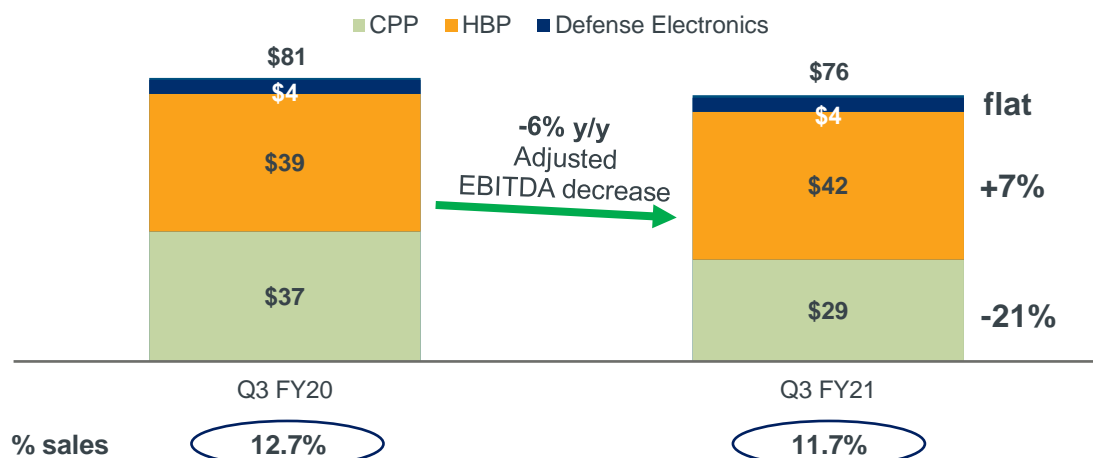 CPP HBP Defense Electronics
$81
$4
$39
$37
-6% y/y
Adjusted
EBITDA decrease
$76
$4
$42
$29
flat
+7%
-21%
Q3 FY20 Q3 FY21
% sales 12.7% 11.7%